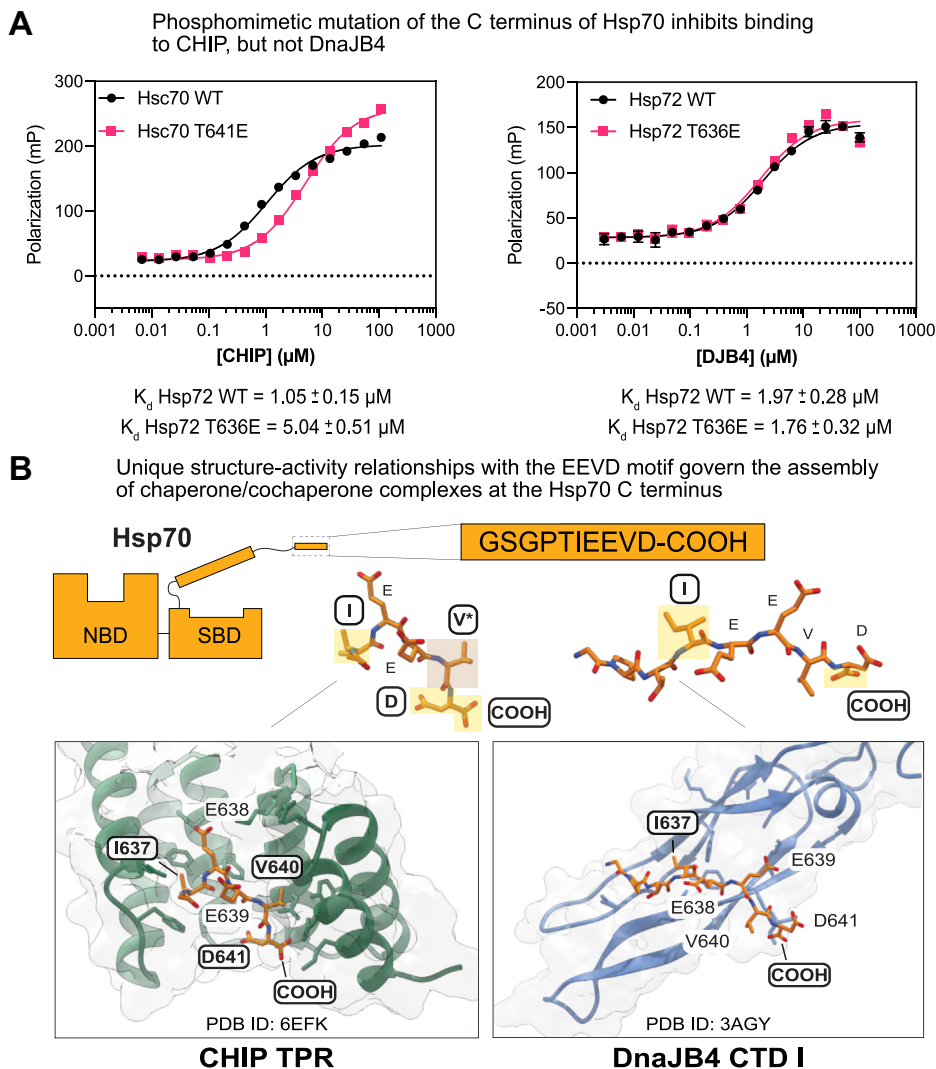 A
Phosphomimetic mutation of the C terminus of Hsp70 inhibits binding
to CHIP, but not DnaJB4
300
200
100
0
Polarization (mP)
Hsc70 WT
Hsc70 T641E
0.001 0.01 0.1 1 10 100 1000
[CHIP] (µM)
K_d Hsp72 WT = 1.05 ± 0.15 µM
K_d Hsp72 T636E = 5.04 ± 0.51 µM
200
150
100
50
0
-50
Polarization (mP)
Hsp72 WT
Hsp72 T636E
0.001 0.01 0.1 1 10 100 1000
[DJB4] (µM)
K_d Hsp72 WT = 1.97 ± 0.28 µM
K_d Hsp72 T636E = 1.76 ± 0.32 µM
B
Unique structure-activity relationships with the EEVD motif govern the assembly
of chaperone/cochaperone complexes at the Hsp70 C terminus
Hsp70
GSGPTIEEVD-COOH
NBD
SBD
I
E
E
V*
D
COOH
I
E
E
V
D
COOH
E638
I637
V640
E639
D641
COOH
PDB ID: 6EFK
CHIP TPR
I637
E639
E638
D641
V640
COOH
PDB ID: 3AGY
DnaJB4 CTD I